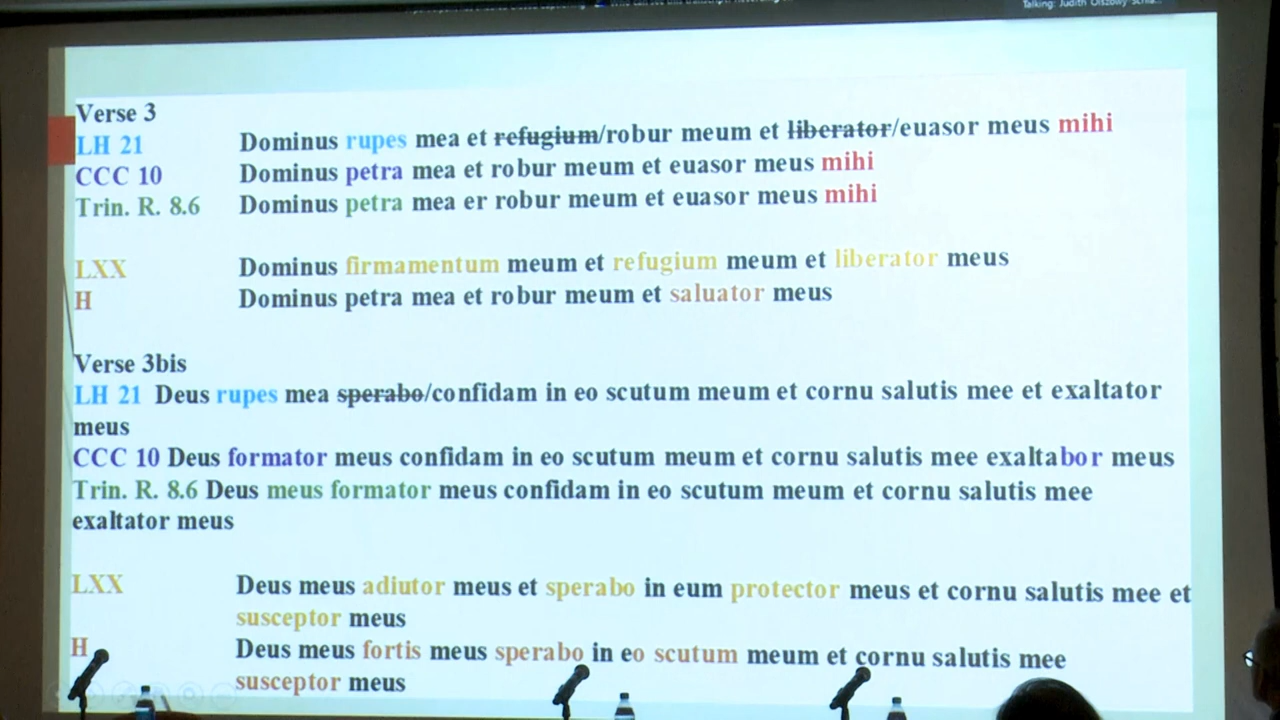 Talking: Judith Olszowy-Schla...
Verse 3
LH 21 Dominus rupes mea et refugium/robur meum et liberator/euasor meus mihi
CCC 10 Dominus petra mea et robur meum et euasor meus mihi
Trin. R. 8.6 Dominus petra mea er robur meum et euasor meus mihi
LXX Dominus firmamentum meum et refugium meum et liberator meus
H Dominus petra mea et robur meum et saluator meus
Verse 3bis
LH 21 Deus rupes mea sperabo/confidam in eo scutum meum et cornu salutis mee et exaltator
meus
CCC 10 Deus formator meus confidam in eo scutum meum et cornu salutis mee exaltabor meus
Trin. R. 8.6 Deus meus formator meus confidam in eo scutum meum et cornu salutis mee
exaltator meus
LXX Deus meus adiutor meus et sperabo in eum protector meus et cornu salutis mee et
susceptor meus
H Deus meus fortis meus sperabo in eo scutum meum et cornu salutis mee
susceptor meus